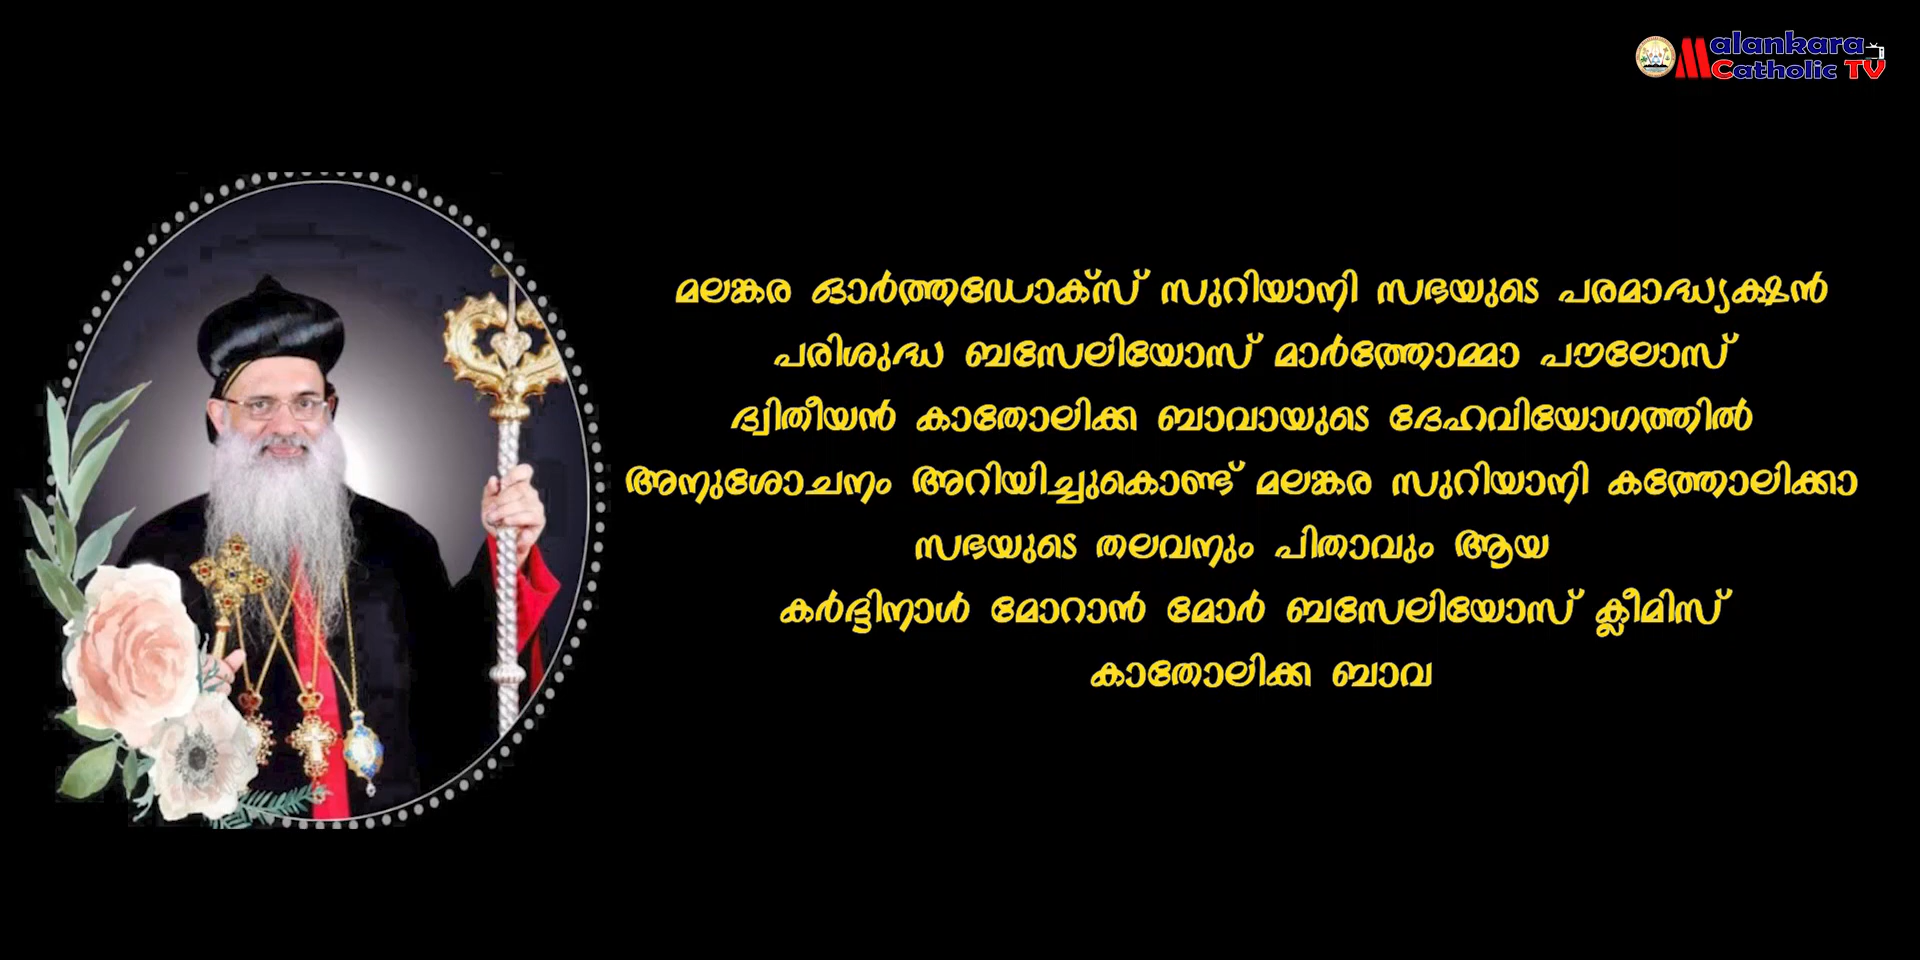 Malankara
Catholic TV
മലങ്കര ഓർത്തഡോക്സ് സുറിയാനി സഭയുടെ പരമാദ്ധ്യക്ഷൻ
പരിശുദ്ധ ബസേലിയോസ് മാർത്തോമ്മാ പൗലോസ്
ദ്വിതീയൻ കാതോലിക്ക ബാവായുടെ ദേഹവിയോഗത്തിൽ
അനുശോചനം അറിയിച്ചുകൊണ്ട് മലങ്കര സുറിയാനി കത്തോലിക്കാ
സഭയുടെ തലവനും പിതാവും ആയ
കർദ്ദിനാൾ മോറാൻ മോർ ബസേലിയോസ് ക്ലീമിസ്
കാതോലിക്ക ബാവ